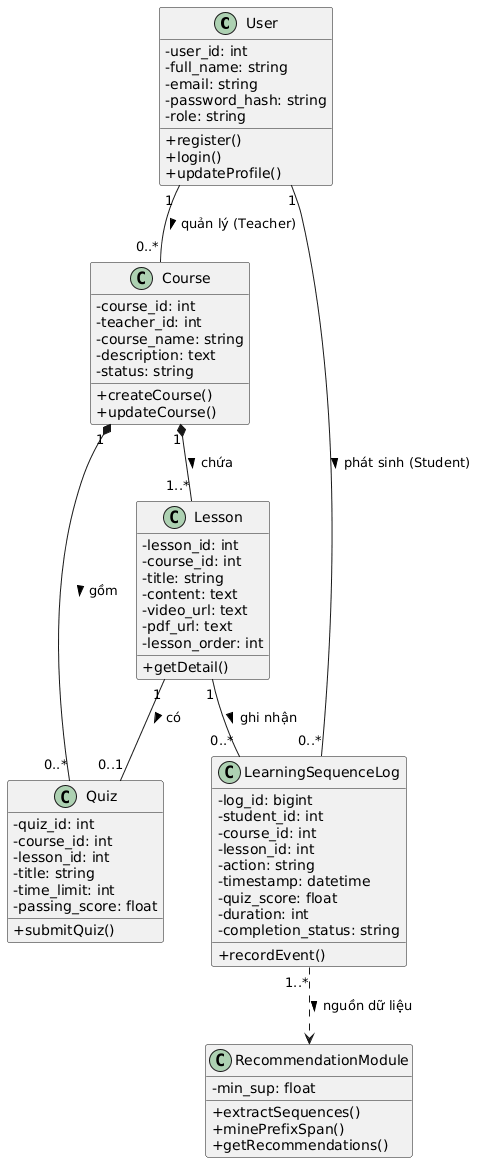 C User
-user_id: int
-full_name: string
-email: string
-password_hash: string
-role: string
+register()
+login()
+updateProfile()
1
1
quản lý (Teacher)
0..*
C Course
-course_id: int
-teacher_id: int
-course_name: string
-description: text
-status: string
+createCourse()
+updateCourse()
1
1
chứa
phát sinh (Student)
1..*
C Lesson
-lesson_id: int
-course_id: int
-title: string
-content: text
-video_url: text
-pdf_url: text
-lesson_order: int
+getDetail()
gồm
1
1
có
ghi nhận
0..*
0..1
0..*
0..*
C Quiz
-quiz_id: int
-course_id: int
-lesson_id: int
-title: string
-time_limit: int
-passing_score: float
+submitQuiz()
C LearningSequenceLog
-log_id: bigint
-student_id: int
-course_id: int
-lesson_id: int
-action: string
-timestamp: datetime
-quiz_score: float
-duration: int
-completion_status: string
+recordEvent()
1..*
nguồn dữ liệu
C RecommendationModule
-min_sup: float
+extractSequences()
+minePrefixSpan()
+getRecommendations()